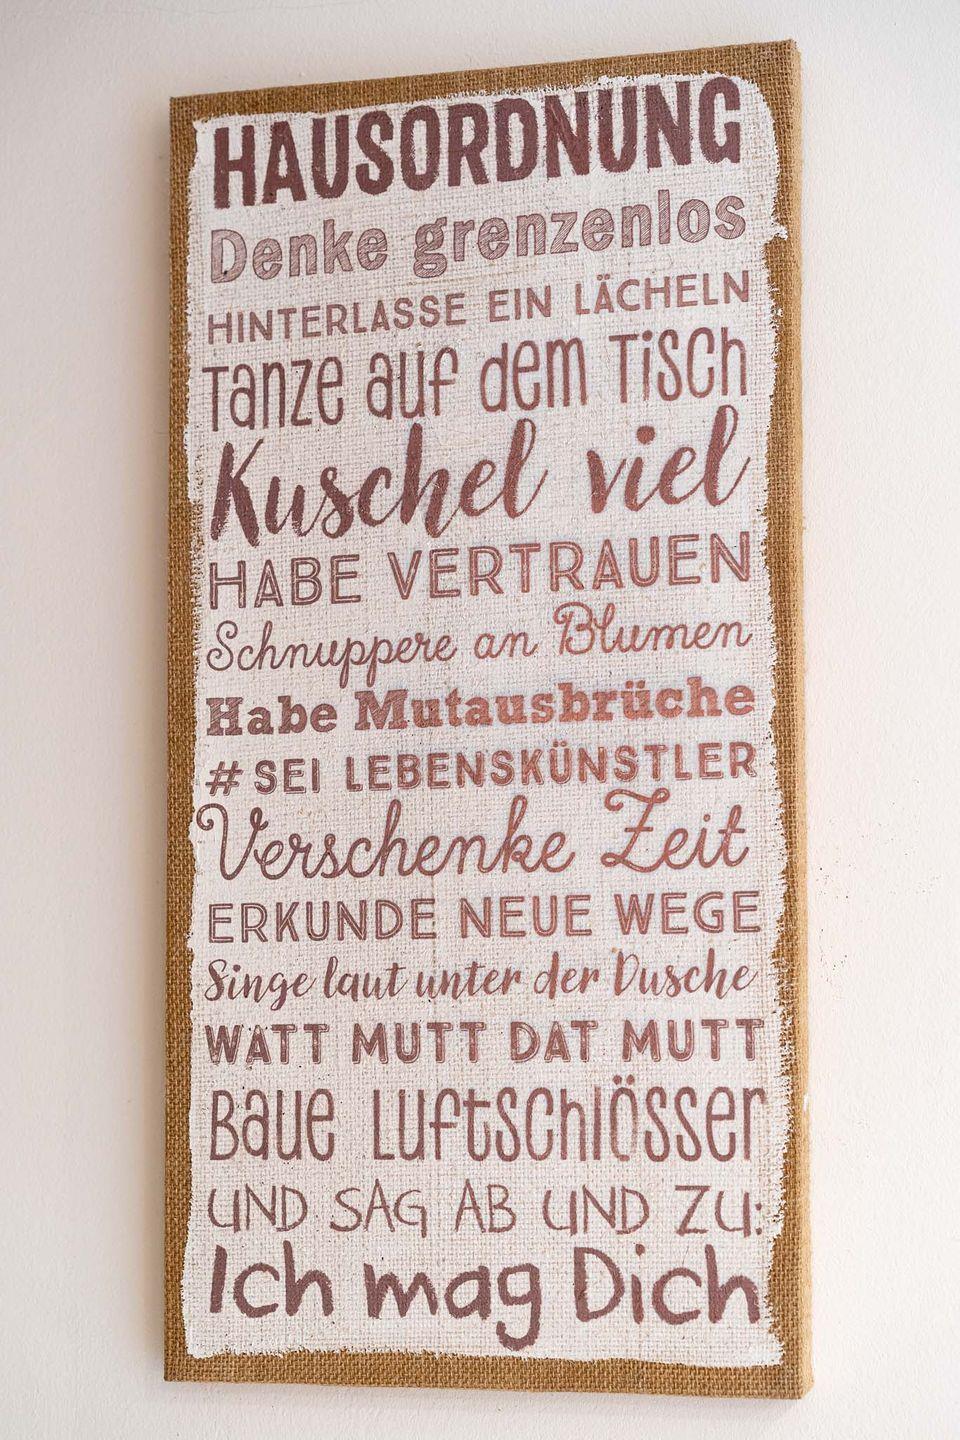 HAUSORDNUNG
Denke grenzenlos
HINTERLASSE EIN LÄCHELN
Tanze auf dem Tisch
Kuschel viel
HABE VERTRAUEN
Schnuppere an Blumen
Habe Mutausbrüche
# SEI LEBENSKÜNSTLER
Verschenke Zeit
ERKUNDE NEUE WEGE
Singe laut unter der Dusche
WATT MUTT DAT MUTT
Baue Luftschlösser
UND SAG AB UND ZU:
Ich mag Dich